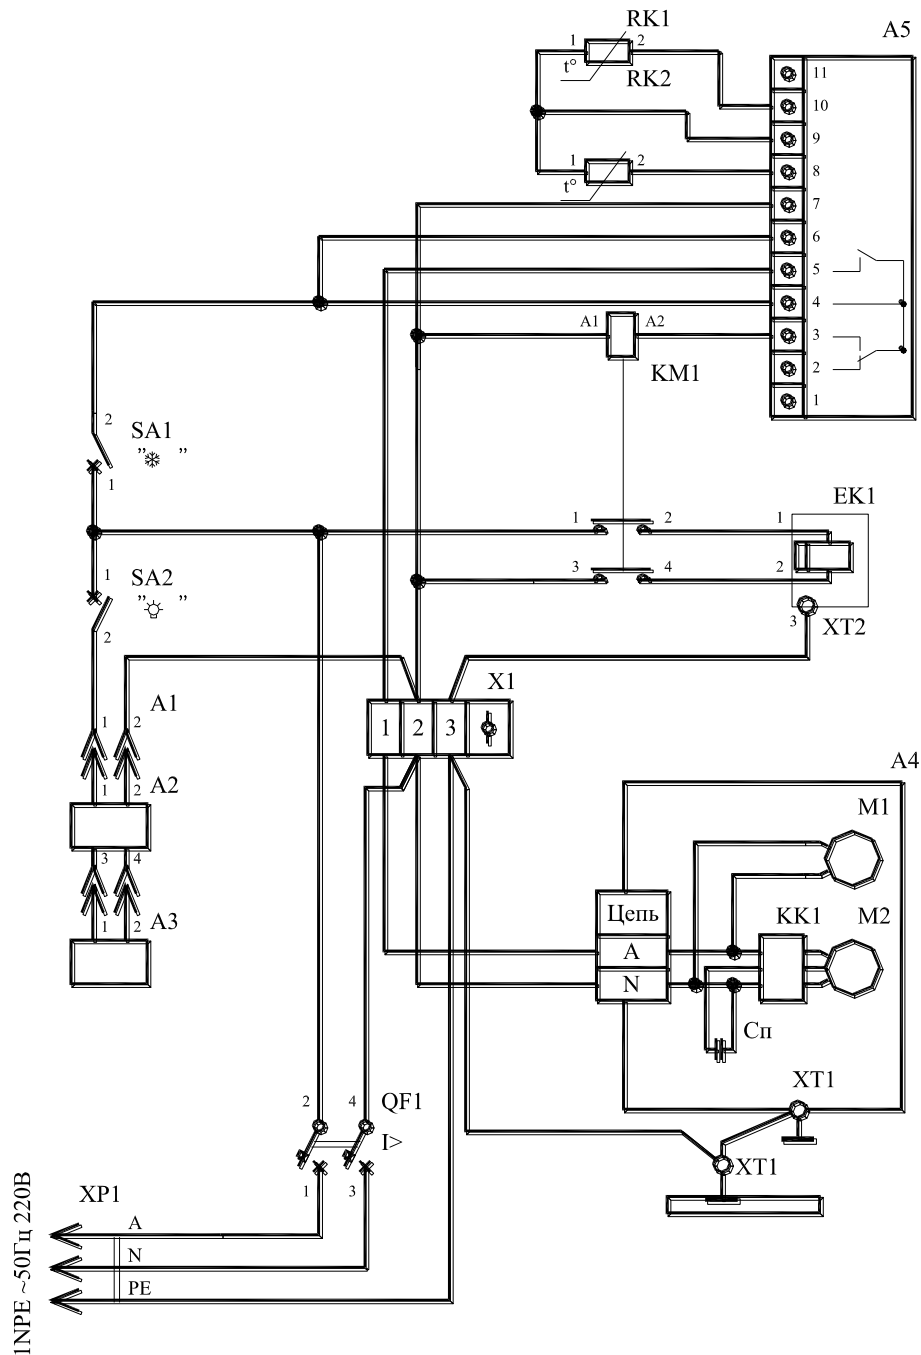 RK1
A5
1
2
t°
RK2
11
10
9
1
2
8
t°
7
6
5
4
A1
A2
3
KM1
2
1
2
SA1
"❄"
1
EK1
1
2
1
3
4
2
1
SA2
"💡"
2
3
XT2
X1
A1
1
2
1
2
3
A2
1
2
A4
M1
3
4
A3
1
2
Цепь
KK1
M2
A
N
Сп
XT1
2
4
QF1
I>
XT1
1
3
XP1
A
N
PE
1NPE ~50Гц 220В